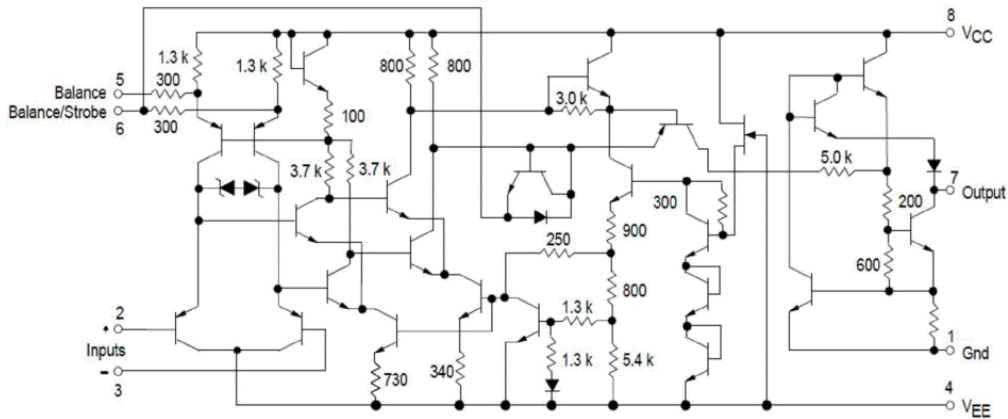 8
V_CC
1.3 k
1.3 k
800
800
5
300
Balance
Balance/Strobe
6
300
100
3.0 k
3.7 k
3.7 k
5.0 k
7
Output
300
200
900
250
600
800
2
+
1.3 k
Inputs
-
3
1.3 k
5.4 k
730
340
1
Gnd
4
V_EE